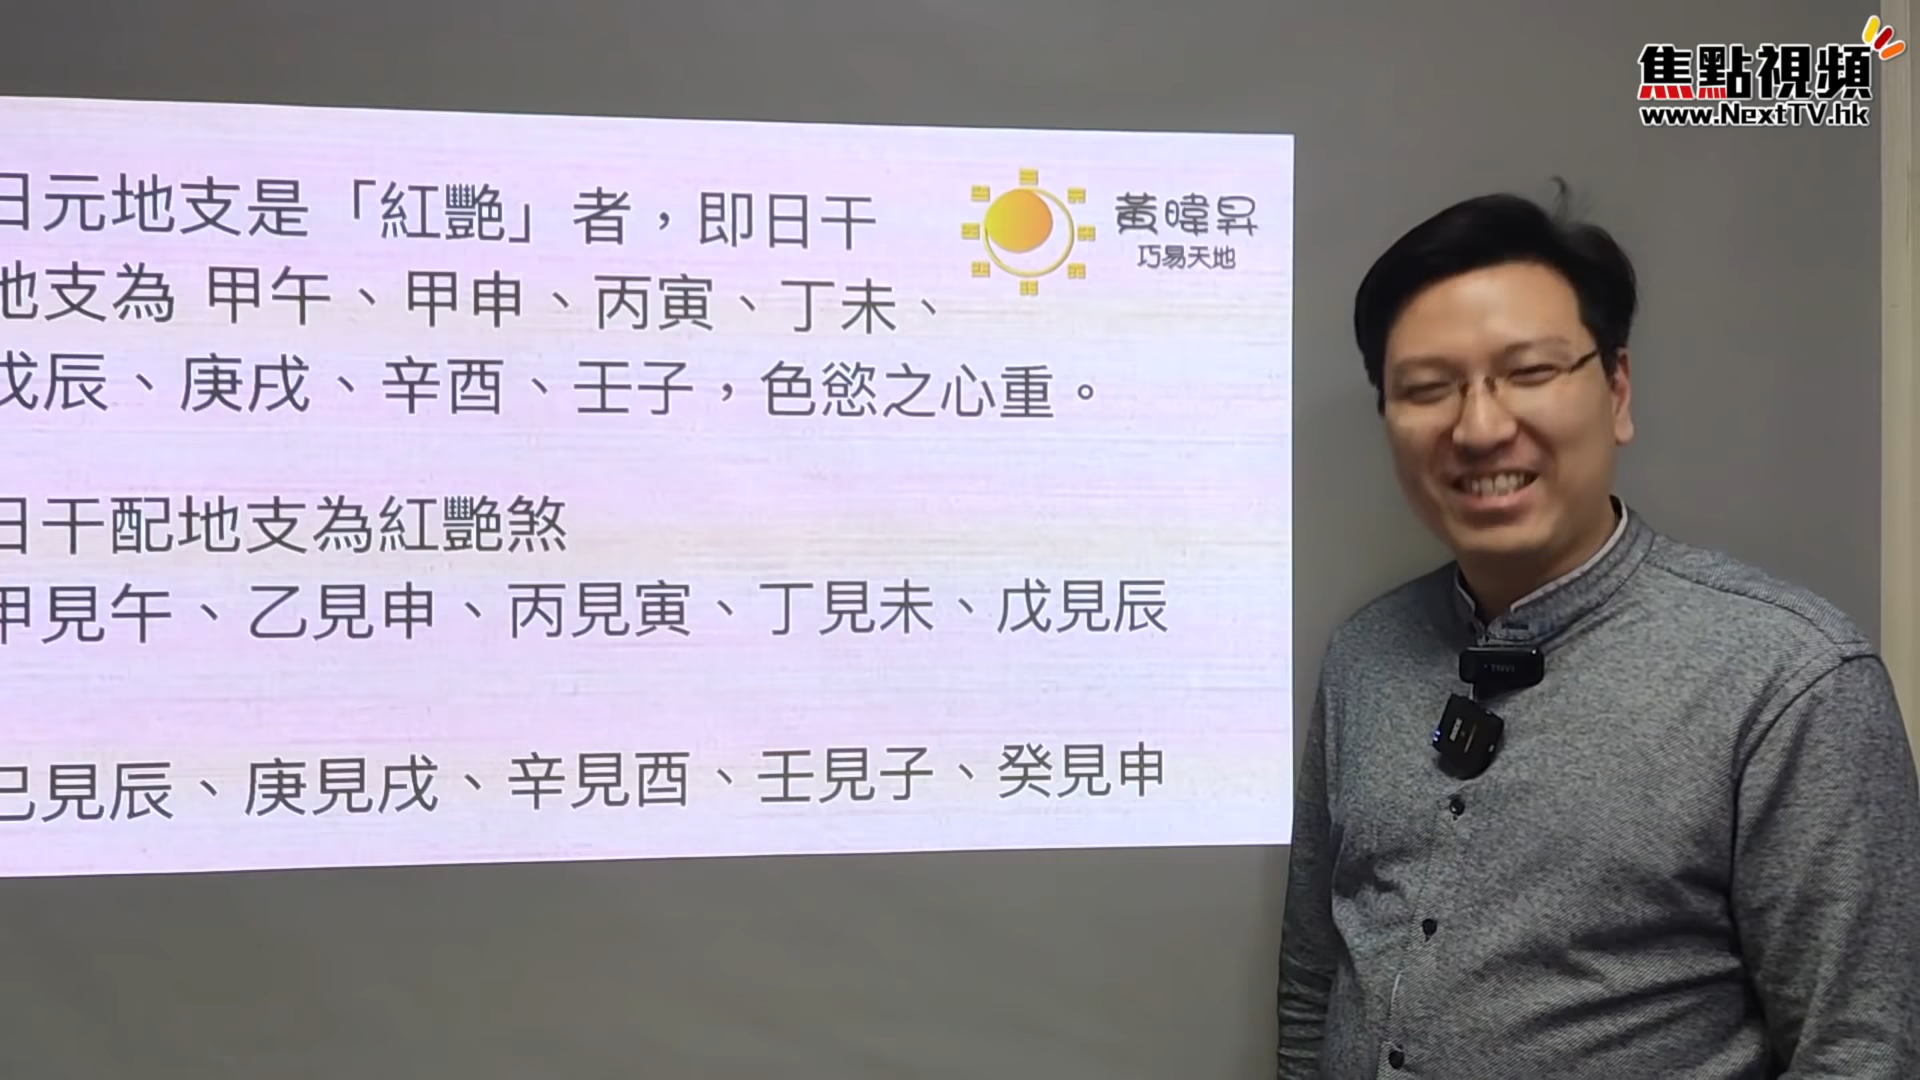 焦點視頻
www.NextTV.hk
日元地支是「紅艷」者，即日干
地支為 甲午、甲申、丙寅、丁未、
戊辰、庚戌、辛酉、壬子，色慾之心重。
日干配地支為紅艷煞
甲見午、乙見申、丙見寅、丁見未、戊見辰
己見辰、庚見戌、辛見酉、壬見子、癸見申
黃暐昇
巧易天地